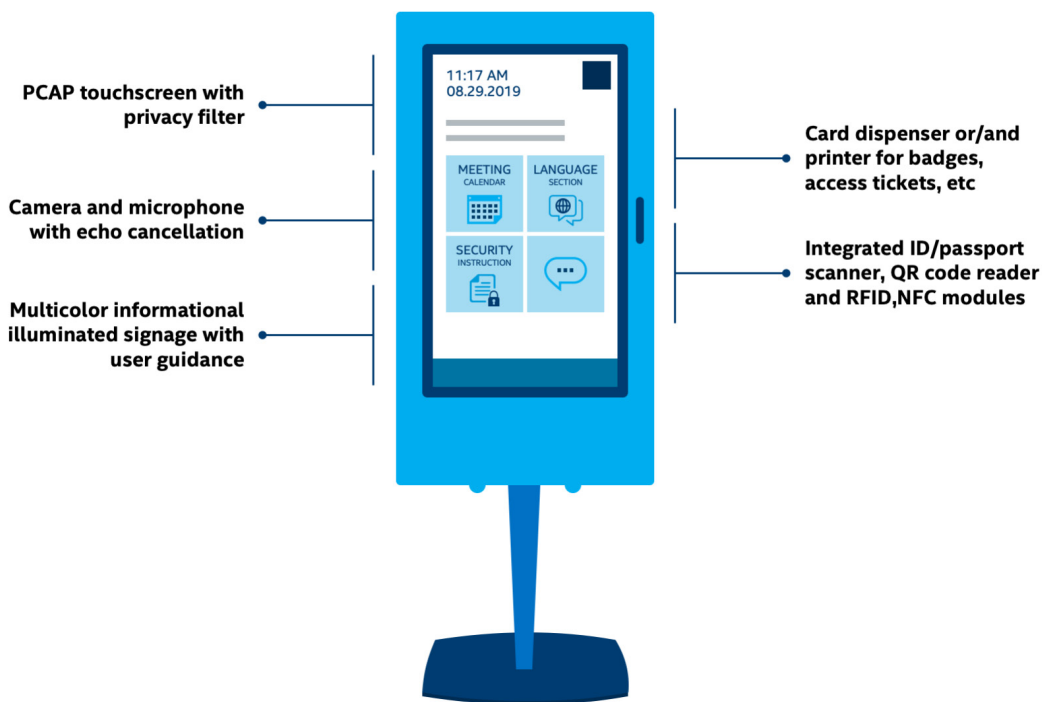 PCAP touchscreen with
privacy filter
Camera and microphone
with echo cancellation
Multicolor informational
illuminated signage with
user guidance
11:17 AM
08.29.2019
MEETING
CALENDAR
LANGUAGE
SECTION
SECURITY
INSTRUCTION
Card dispenser or/and
printer for badges,
access tickets, etc
Integrated ID/passport
scanner, QR code reader
and RFID,NFC modules